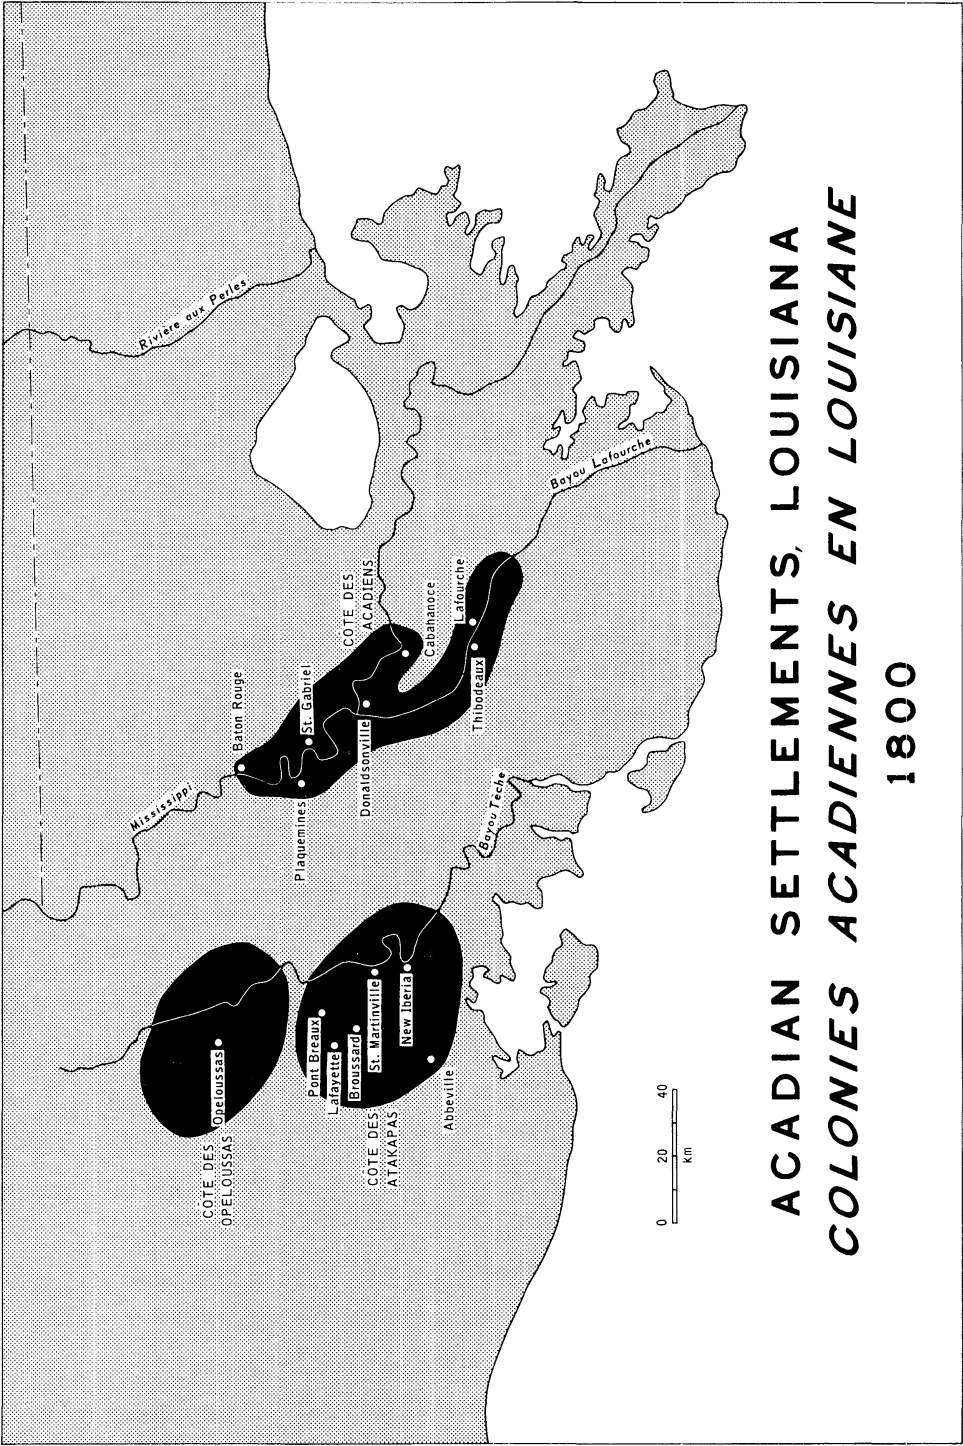 Riviere aux Perles
Mississippi
Baton Rouge
St. Gabriel
Plaquemines
COTE DES
ACADIENS
Donaldsonville
Cabahanoce
Lafourche
Thibodeaux
Bayou Lafourche
Bayou Teche
COTE DES
OPELOUSSAS
Opeloussas
Pont Breaux
Lafayette
Broussard
St. Martinville
New Iberia
COTE DES
ATAKAPAS
Abbeville
0 20 40
km
ACADIAN SETTLEMENTS, LOUISIANA
COLONIES ACADIENNES EN LOUISIANE
1800